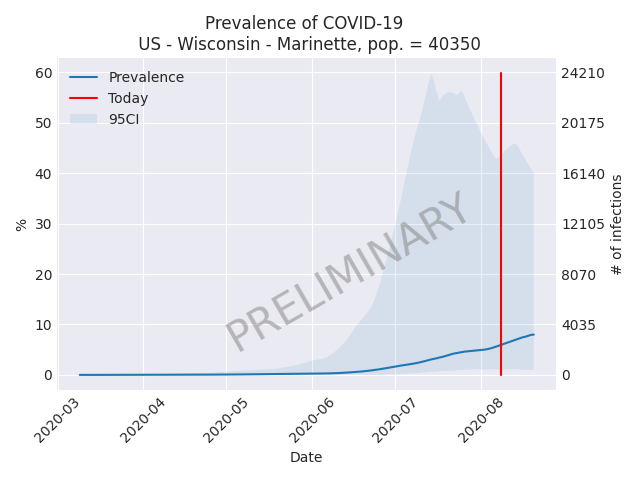 Prevalence of COVID-19
US - Wisconsin - Marinette, pop. = 40350
Prevalence
Today
95CI
60
50
40
30
20
10
0
%
24210
20175
16140
12105
8070
4035
0
# of infections
PRELIMINARY
2020-03
2020-04
2020-05
2020-06
2020-07
2020-08
Date